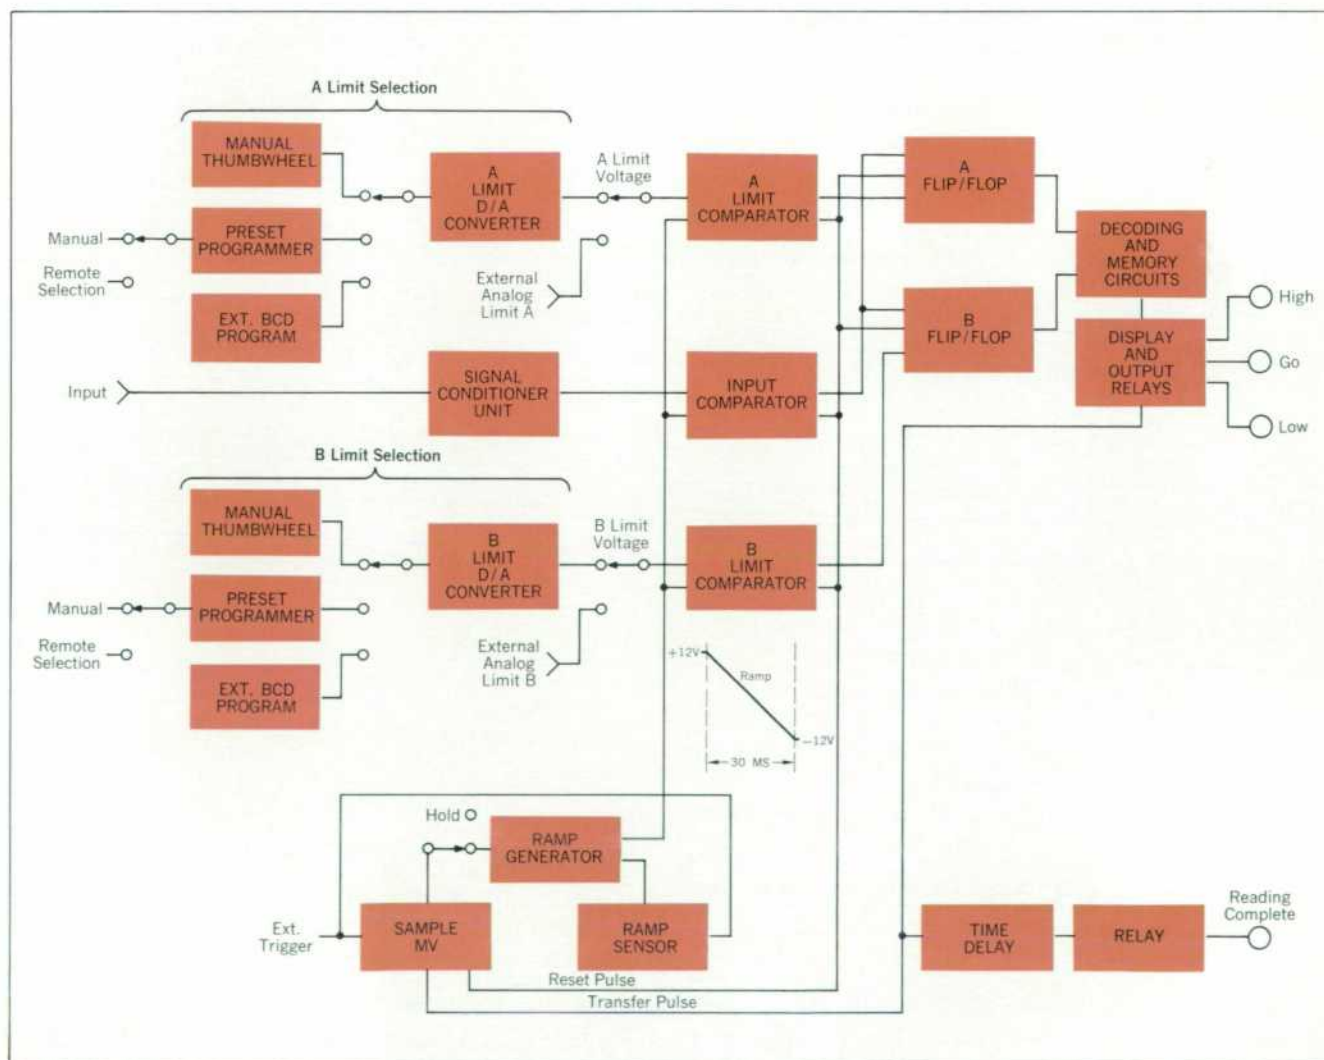 A Limit Selection
MANUAL
THUMBWHEEL
PRESET
PROGRAMMER
EXT. BCD
PROGRAM
Manual
Remote
Selection
A
LIMIT
D/A
CONVERTER
A Limit
Voltage
External
Analog
Limit A
A
LIMIT
COMPARATOR
A
FLIP/FLOP
B
FLIP/FLOP
DECODING
AND
MEMORY
CIRCUITS
DISPLAY
AND
OUTPUT
RELAYS
High
Go
Low
Input
SIGNAL
CONDITIONER
UNIT
INPUT
COMPARATOR
B Limit Selection
MANUAL
THUMBWHEEL
PRESET
PROGRAMMER
EXT. BCD
PROGRAM
Manual
Remote
Selection
B
LIMIT
D/A
CONVERTER
B Limit
Voltage
External
Analog
Limit B
B
LIMIT
COMPARATOR
+12V
Ramp
−12V
30 MS
Hold
RAMP
GENERATOR
Ext.
Trigger
SAMPLE
MV
RAMP
SENSOR
Reset Pulse
Transfer Pulse
TIME
DELAY
RELAY
Reading
Complete